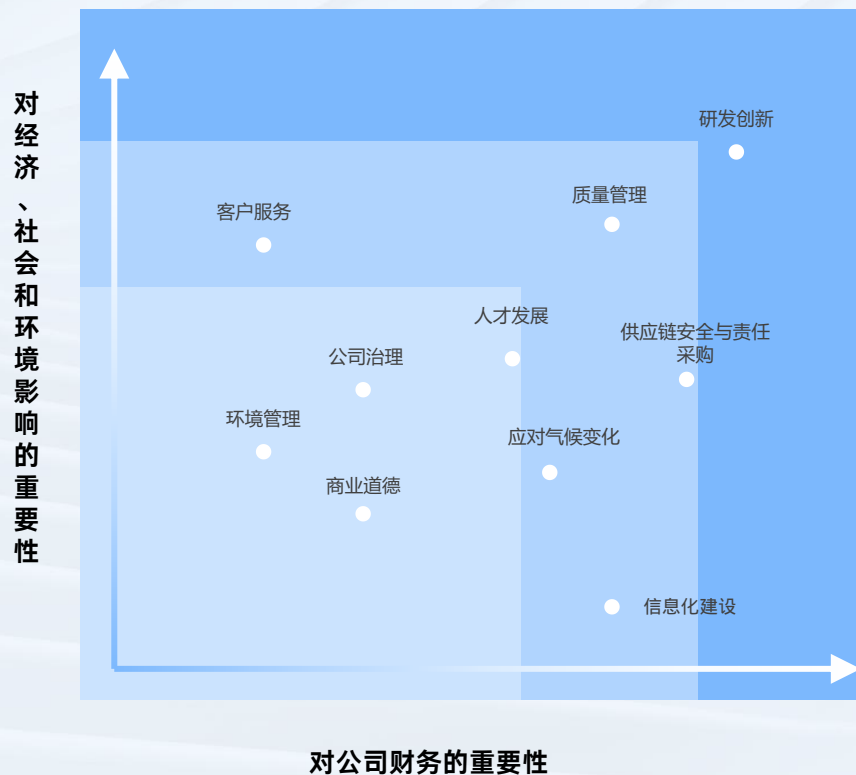 对经济、社会和环境影响的重要性
研发创新
质量管理
客户服务
人才发展
供应链安全与责任
采购
公司治理
环境管理
应对气候变化
商业道德
信息化建设
对公司财务的重要性